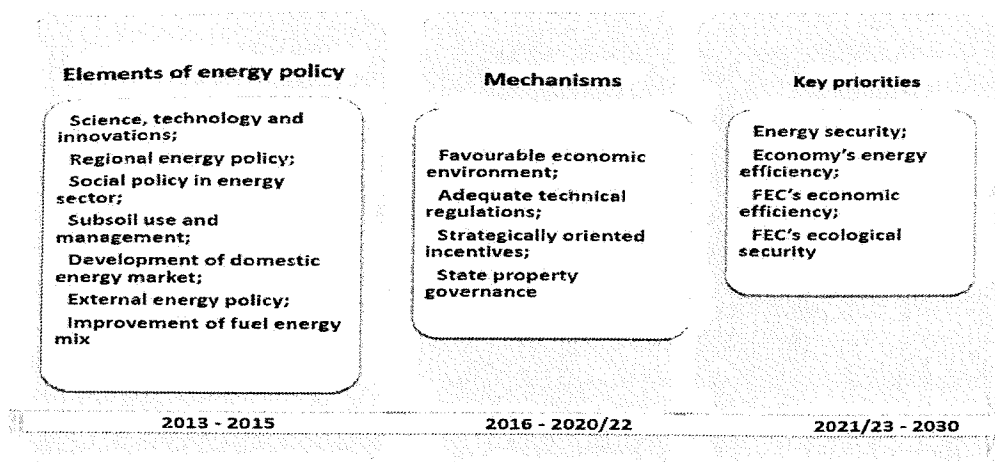 Elements of energy policy
Science, technology and
innovations;
Regional energy policy;
Social policy in energy
sector;
Subsoil use and
management;
Development of domestic
energy market;
External energy policy;
Improvement of fuel energy
mix
2013 - 2015
Mechanisms
Favourable economic
environment;
Adequate technical
regulations;
Strategically oriented
incentives;
State property
governance
2016 - 2020/22
Key priorities
Energy security;
Economy's energy
efficiency;
FEC's economic
efficiency;
FEC's ecological
security
2021/23 - 2030